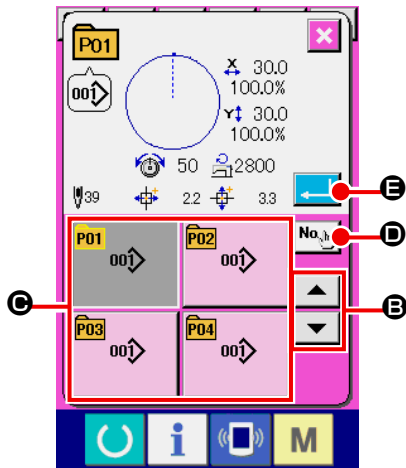 P01
001
X 30.0
100.0%
Y 30.0
100.0%
50 2800
39 2.2 3.3
E
No.
D
P01 P02
001 001
C
B
P03 P04
001 001
i M